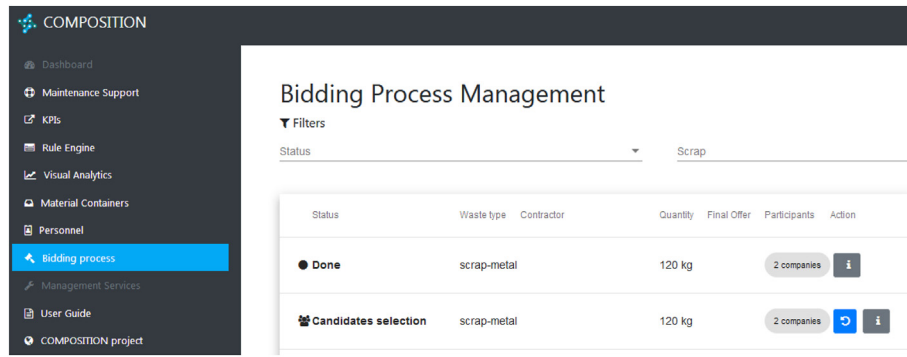 COMPOSITION
Dashboard
Maintenance Support
KPIs
Rule Engine
Visual Analytics
Material Containers
Personnel
Bidding process
Management Services
User Guide
COMPOSITION project
Bidding Process Management
Filters
Status Scrap
Status Waste type Contractor Quantity Final Offer Participants Action
Done scrap-metal 120 kg 2 companies i
Candidates selection scrap-metal 120 kg 2 companies i